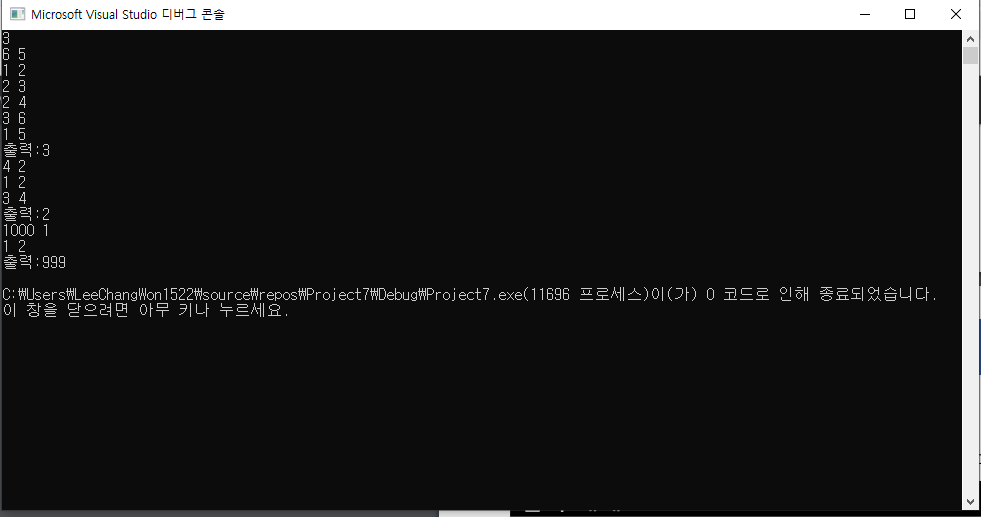 Microsoft Visual Studio 디버그 콘솔
3
6 5
1 2
2 3
2 4
3 6
1 5
출력:3
4 2
1 2
3 4
출력:2
1000 1
1 2
출력:999
C:₩Users₩LeeChang₩on1522₩source₩repos₩Project7₩Debug₩Project7.exe(11696 프로세스)이(가) 0 코드로 인해 종료되었습니다.
이 창을 닫으려면 아무 키나 누르세요.